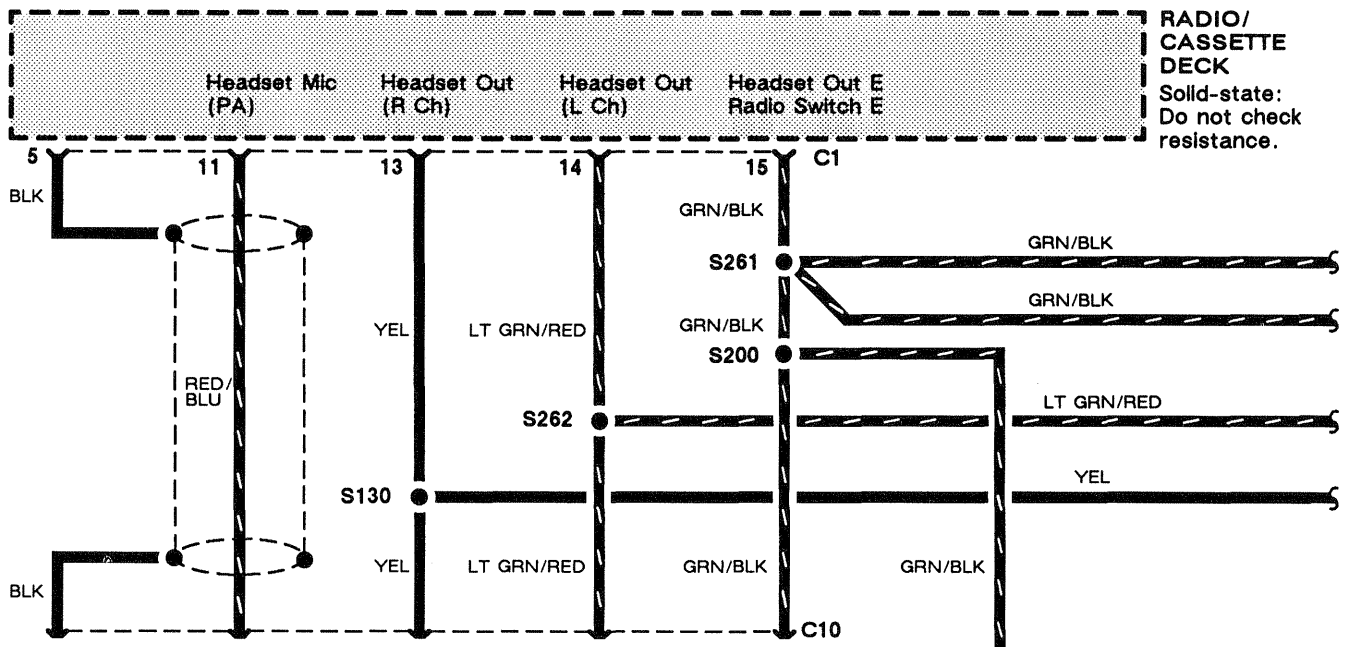 RADIO/
CASSETTE
DECK
Solid-state:
Do not check
resistance.
Headset Mic
(PA)
Headset Out
(R Ch)
Headset Out
(L Ch)
Headset Out E
Radio Switch E
5
11
13
14
15
C1
BLK
GRN/BLK
S261
GRN/BLK
GRN/BLK
YEL
LT GRN/RED
GRN/BLK
S200
RED/
BLU
S262
LT GRN/RED
S130
YEL
BLK
YEL
LT GRN/RED
GRN/BLK
GRN/BLK
C10